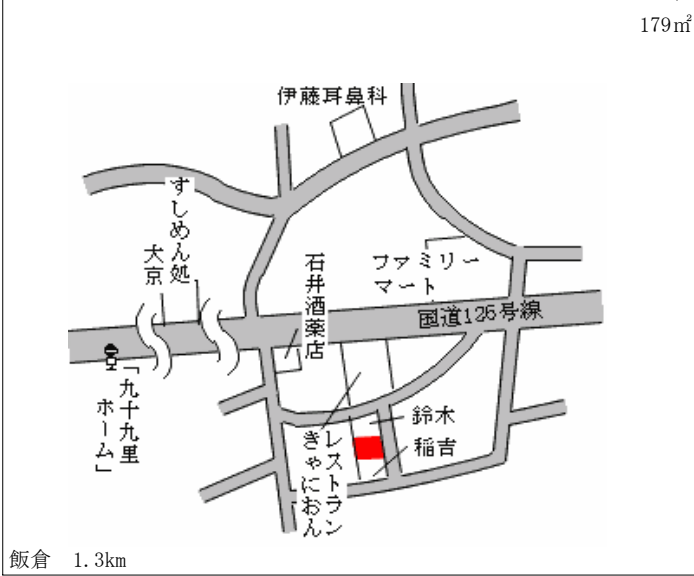 179㎡
伊藤耳鼻科
すしめん処
大京
石井酒薬店
ファミリー
マート
国道126号線
「九十九里
ホーム」
レストラン
きゃにおん
鈴木
稲吉
飯倉　1.3km